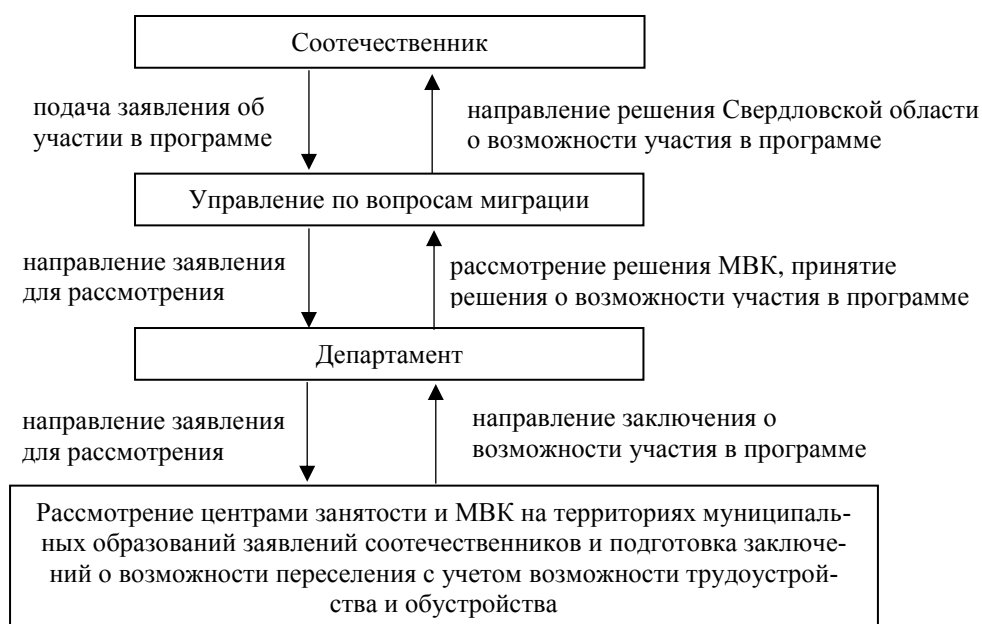 Соотечественник
подача заявления об
участии в программе
направление решения Свердловской области
о возможности участия в программе
Управление по вопросам миграции
направление заявления
для рассмотрения
рассмотрение решения МВК, принятие
решения о возможности участия в программе
Департамент
направление заявления
для рассмотрения
направление заключения о
возможности участия в программе
Рассмотрение центрами занятости и МВК на территориях муниципаль-
ных образований заявлений соотечественников и подготовка заключе-
ний о возможности переселения с учетом возможности трудоустрой-
ства и обустройства